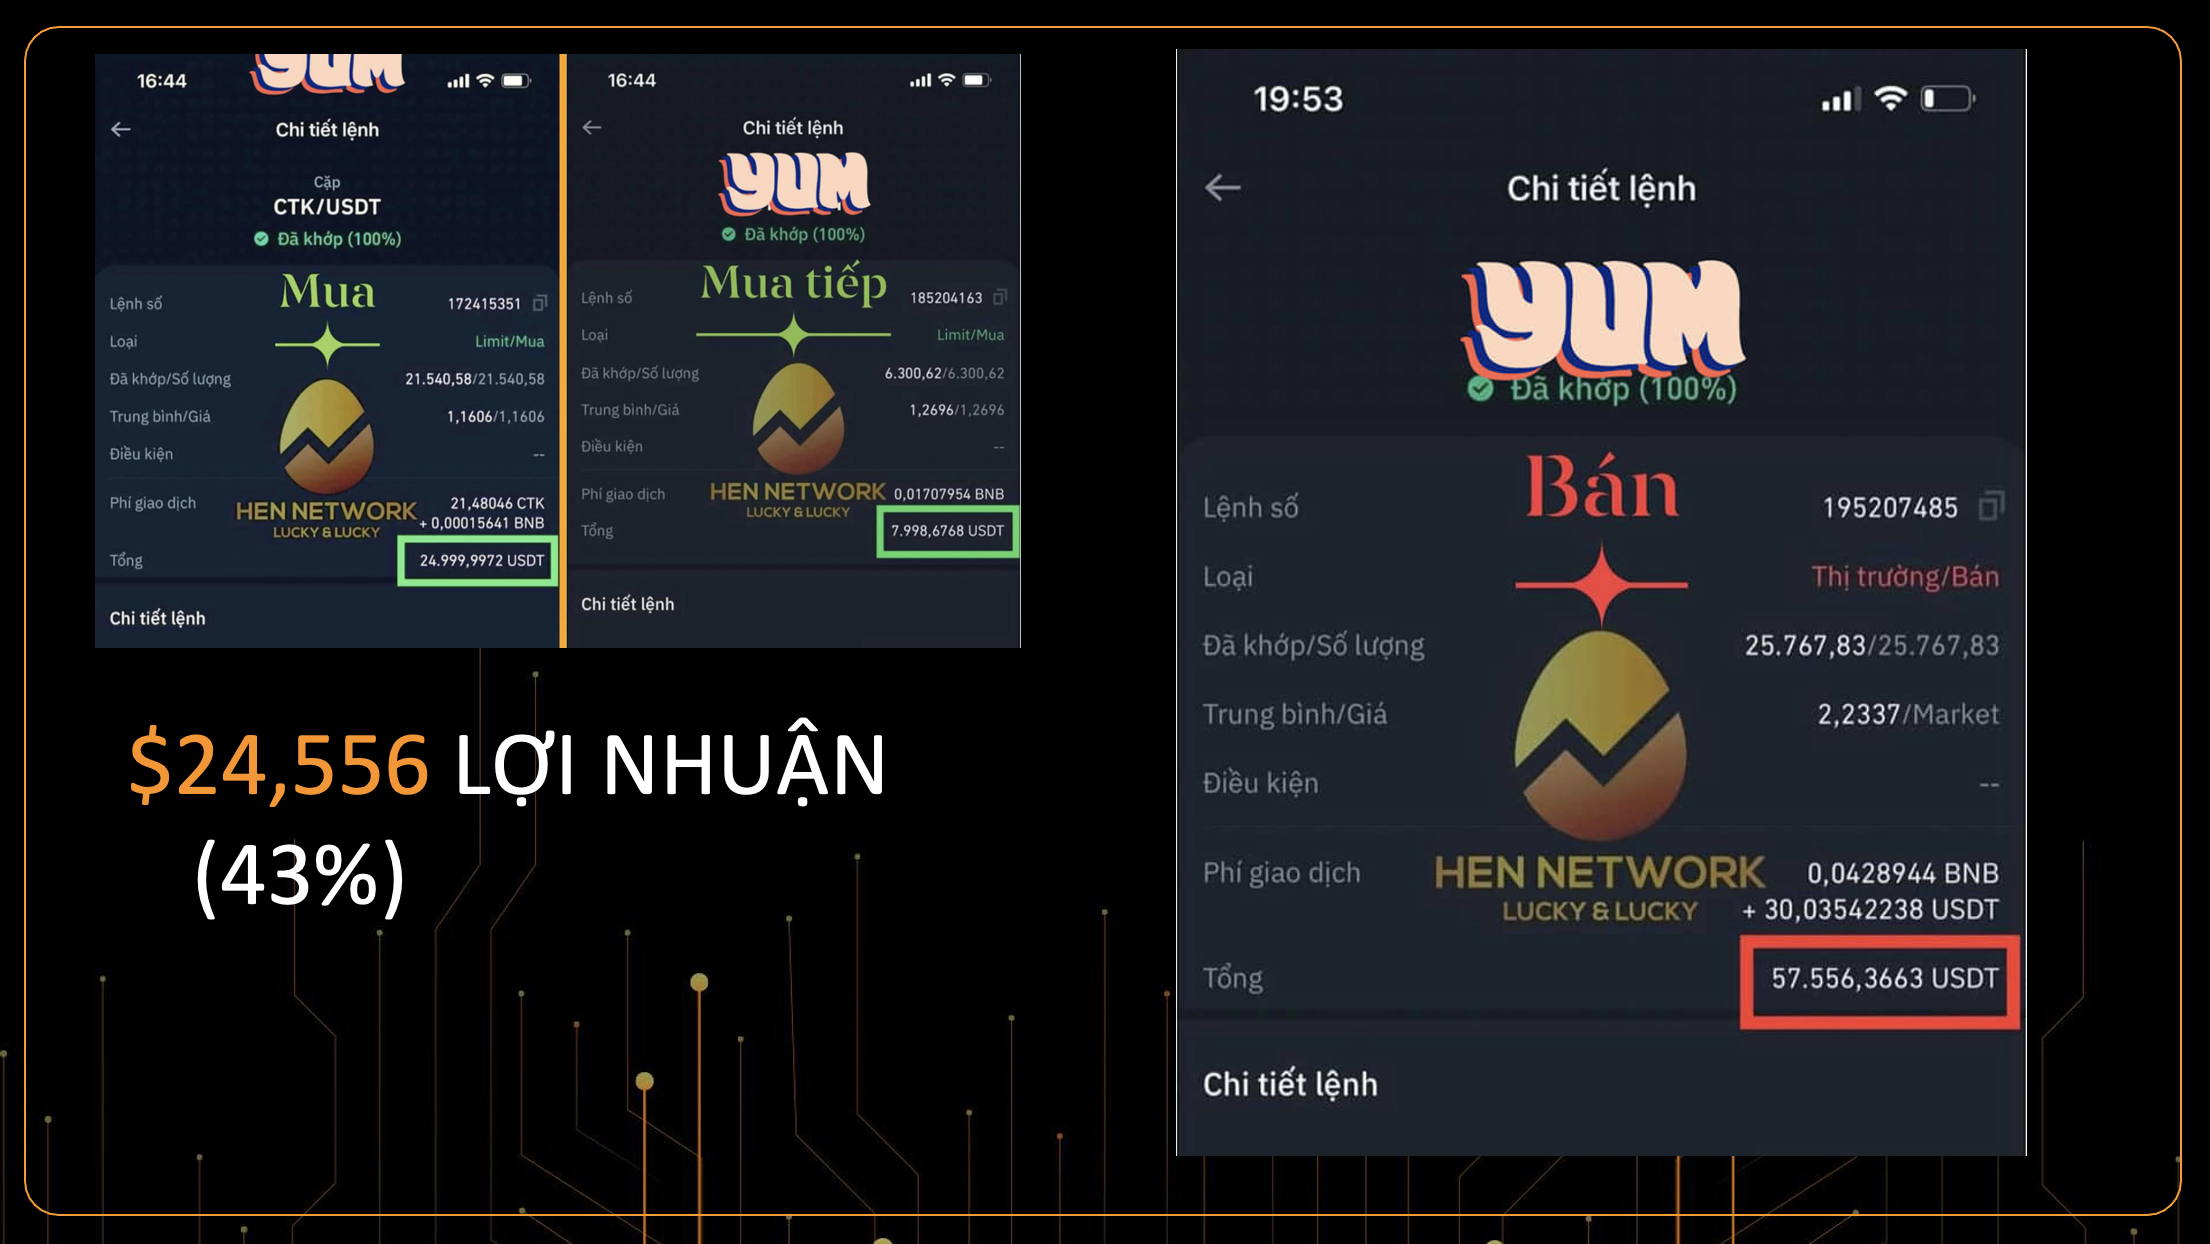 YUM
16:44
Chi tiết lệnh
Cặp
CTK/USDT
Đã khớp (100%)
Mua
Lệnh số 172415351
Loại Limit/Mua
Đã khớp/Số lượng 21.540,58/21.540,58
Trung bình/Giá 1,1606/1,1606
Điều kiện --
Phí giao dịch 21,48046 CTK
+ 0,00015641 BNB
HEN NETWORK
LUCKY & LUCKY
Tổng 24.999,9972 USDT
Chi tiết lệnh
16:44
Chi tiết lệnh
YUM
Đã khớp (100%)
Mua tiếp
Lệnh số 185204163
Loại Limit/Mua
Đã khớp/Số lượng 6.300,62/6.300,62
Trung bình/Giá 1,2696/1,2696
Điều kiện --
Phí giao dịch 0,01707954 BNB
HEN NETWORK
LUCKY & LUCKY
Tổng 7.998,6768 USDT
Chi tiết lệnh
$24,556 LỢI NHUẬN
(43%)
19:53
Chi tiết lệnh
YUM
Đã khớp (100%)
Bán
Lệnh số 195207485
Loại Thị trường/Bán
Đã khớp/Số lượng 25.767,83/25.767,83
Trung bình/Giá 2,2337/Market
Điều kiện --
Phí giao dịch 0,0428944 BNB
+ 30,03542238 USDT
HEN NETWORK
LUCKY & LUCKY
Tổng 57.556,3663 USDT
Chi tiết lệnh